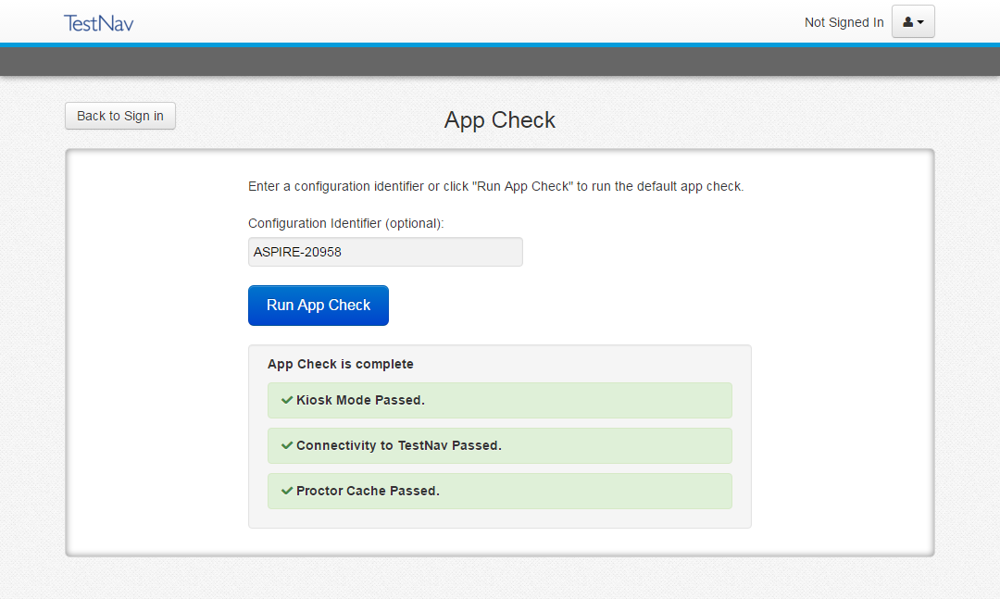 TestNav
Not Signed In
Back to Sign in
App Check
Enter a configuration identifier or click "Run App Check" to run the default app check.
Configuration Identifier (optional):
ASPIRE-20958
Run App Check
App Check is complete
Kiosk Mode Passed.
Connectivity to TestNav Passed.
Proctor Cache Passed.